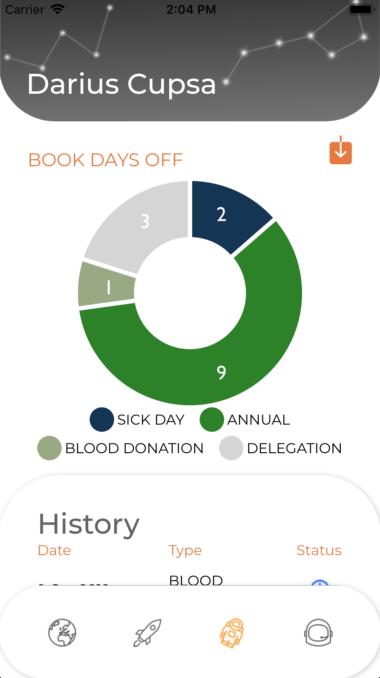 Carrier 2:04 PM
Darius Cupsa
BOOK DAYS OFF
3 2
1
9
SICK DAY ANNUAL
BLOOD DONATION DELEGATION
History
Date Type Status
BLOOD